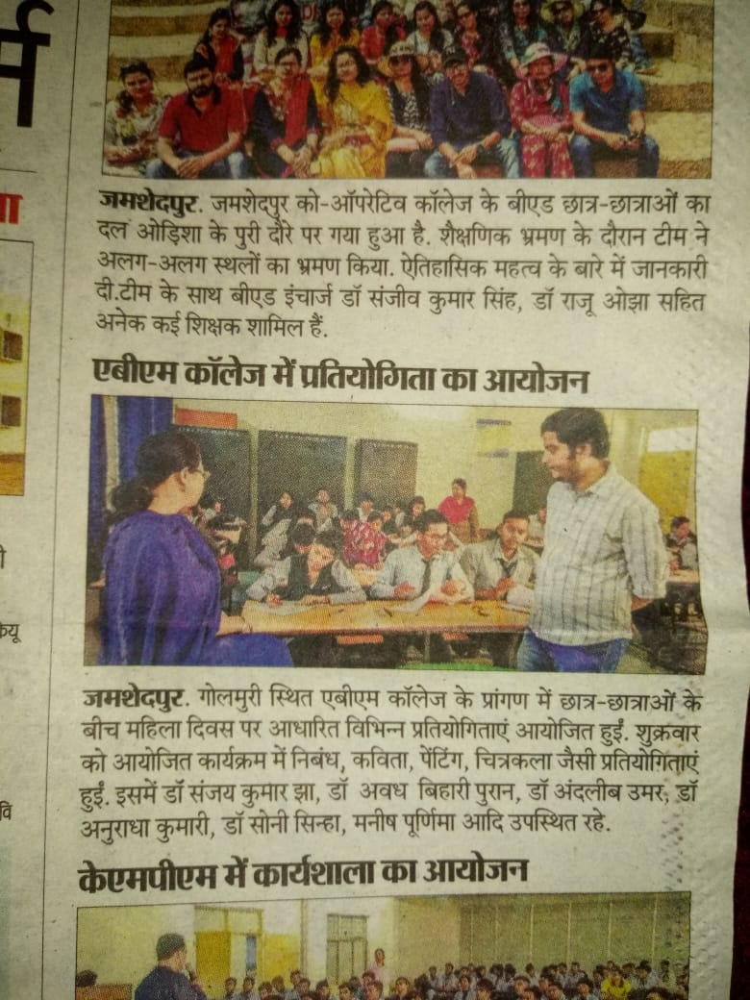 र्म
जमशेदपुर. जमशेदपुर को-ऑपरेटिव कॉलेज के बीएड छात्र-छात्राओं का
दल ओड़िशा के पुरी दौरे पर गया हुआ है. शैक्षणिक भ्रमण के दौरान टीम ने
अलग-अलग स्थलों का भ्रमण किया. ऐतिहासिक महत्व के बारे में जानकारी
दी.टीम के साथ बीएड इंचार्ज डॉ संजीव कुमार सिंह, डॉ राजू ओझा सहित
अनेक कई शिक्षक शामिल हैं.
एबीएम कॉलेज में प्रतियोगिता का आयोजन
जमशेदपुर. गोलमुरी स्थित एबीएम कॉलेज के प्रांगण में छात्र-छात्राओं के
बीच महिला दिवस पर आधारित विभिन्न प्रतियोगिताएं आयोजित हुईं. शुक्रवार
को आयोजित कार्यक्रम में निबंध, कविता, पेंटिंग, चित्रकला जैसी प्रतियोगिताएं
हुईं. इसमें डॉ संजय कुमार झा, डॉ अवध बिहारी पुरान, डॉ अंदलीब उमर, डॉ
अनुराधा कुमारी, डॉ सोनी सिन्हा, मनीष पूर्णिमा आदि उपस्थित रहे.
केएमपीएम में कार्यशाला का आयोजन